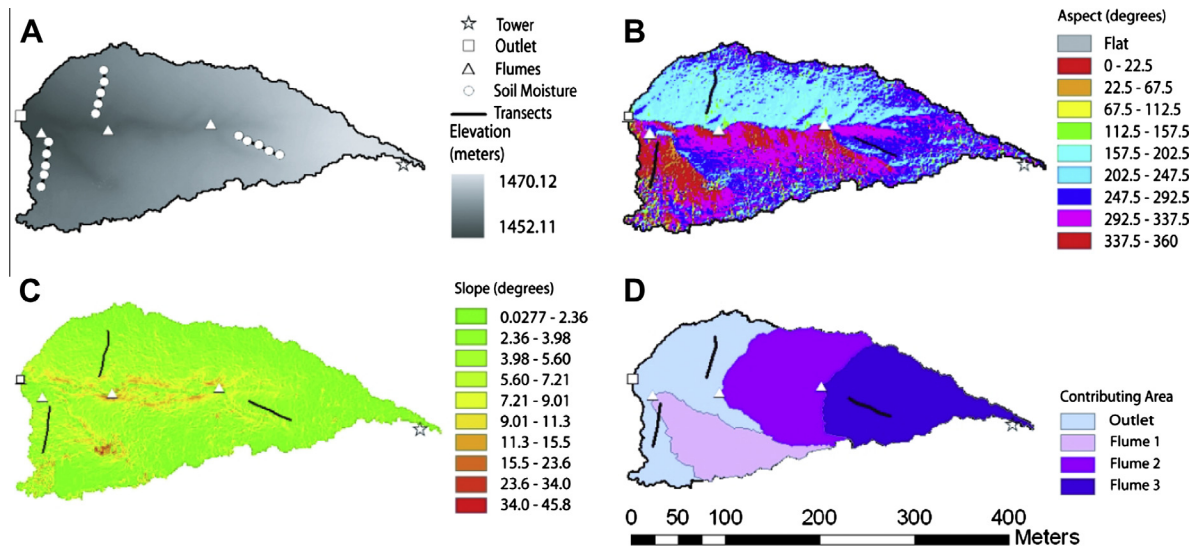 A
Tower
Outlet
Flumes
Soil Moisture
Transects
Elevation
(meters)
1470.12
1452.11
B
Aspect (degrees)
Flat
0 - 22.5
22.5 - 67.5
67.5 - 112.5
112.5 - 157.5
157.5 - 202.5
202.5 - 247.5
247.5 - 292.5
292.5 - 337.5
337.5 - 360
C
Slope (degrees)
0.0277 - 2.36
2.36 - 3.98
3.98 - 5.60
5.60 - 7.21
7.21 - 9.01
9.01 - 11.3
11.3 - 15.5
15.5 - 23.6
23.6 - 34.0
34.0 - 45.8
D
Contributing Area
Outlet
Flume 1
Flume 2
Flume 3
0 50 100 200 300 400
Meters